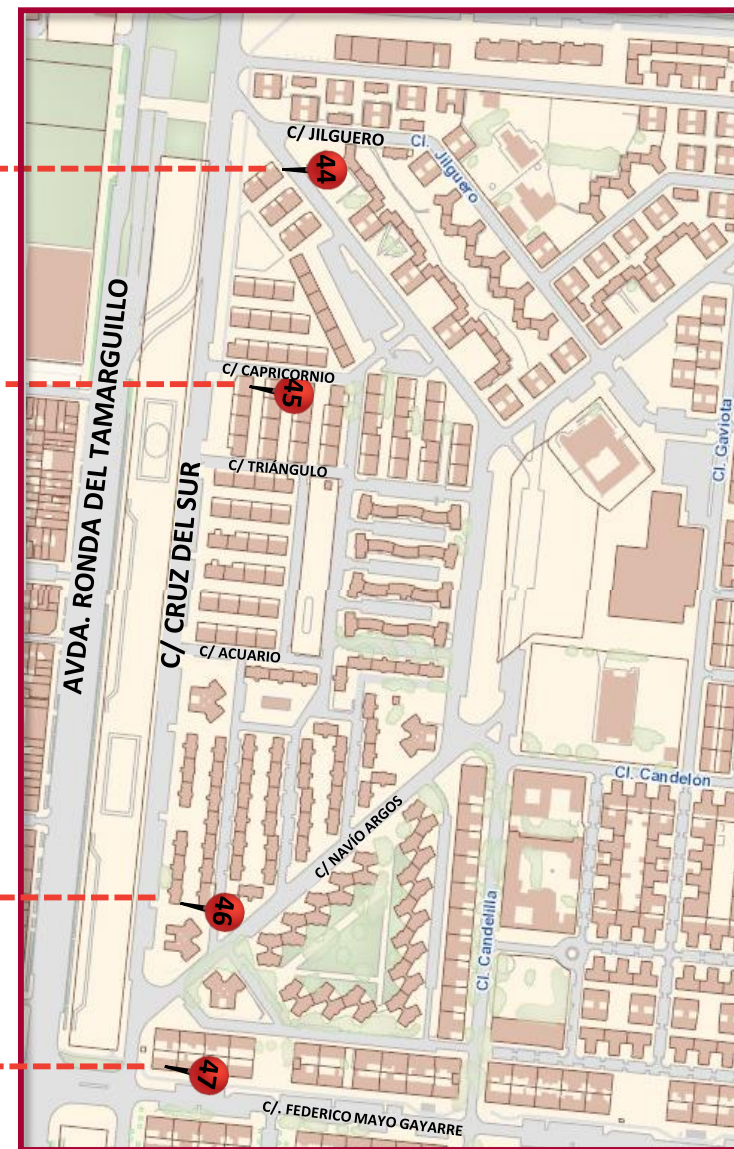 C/ JILGUERO
Cl. Jilguero
44
AVDA. RONDA DEL TAMARGUILLO
C/ CAPRICORNIO
45
Cl. Gaviota
C/ TRIÁNGULO
C/ CRUZ DEL SUR
C/ ACUARIO
Cl. Candelon
C/ NAVÍO ARGOS
46
Cl. Candelilla
47
C/. FEDERICO MAYO GAYARRE